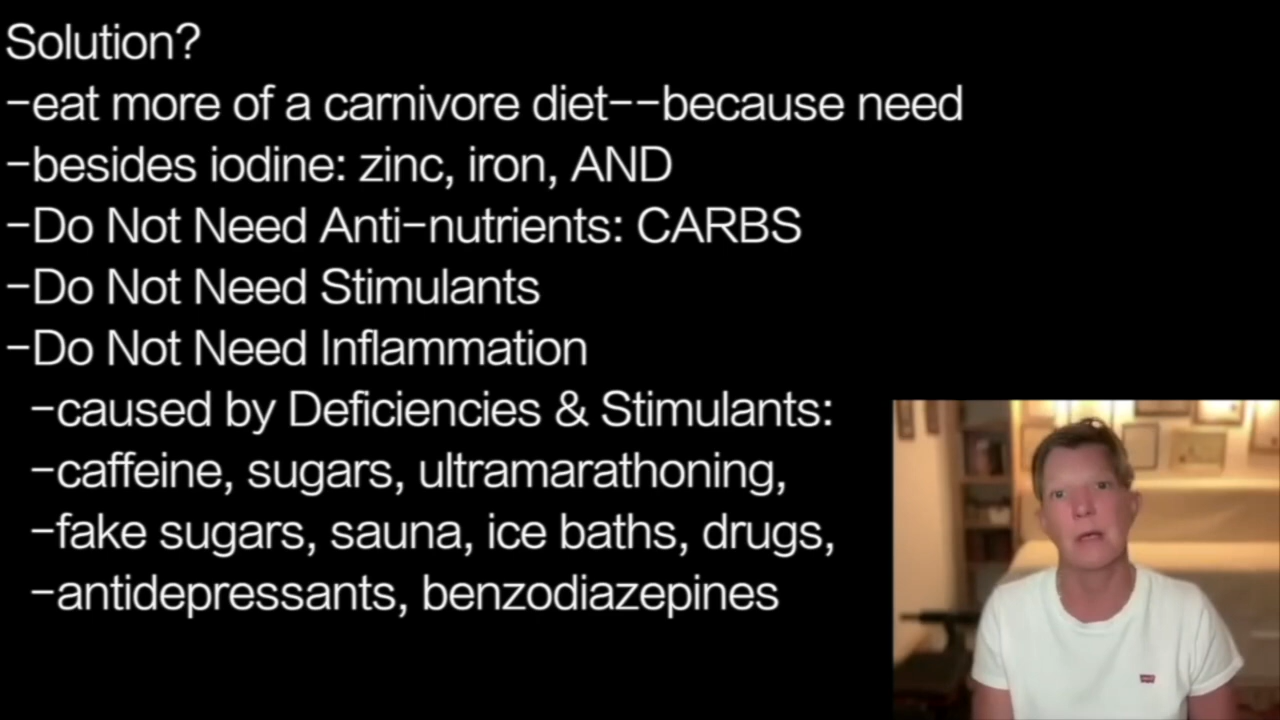 Solution?
-eat more of a carnivore diet--because need
-besides iodine: zinc, iron, AND
-Do Not Need Anti-nutrients: CARBS
-Do Not Need Stimulants
-Do Not Need Inflammation
-caused by Deficiencies & Stimulants:
-caffeine, sugars, ultramarathoning,
-fake sugars, sauna, ice baths, drugs,
-antidepressants, benzodiazepines